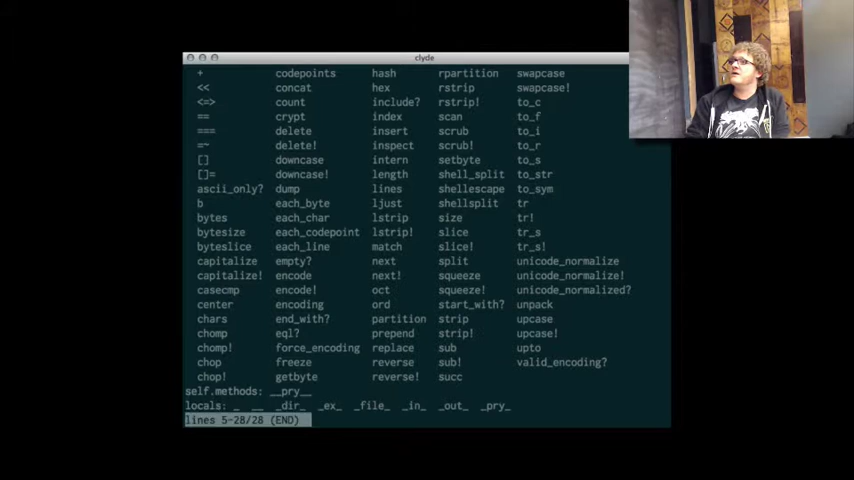 clyde
+ codepoints hash rpartition swapcase
<< concat hex rstrip swapcase!
<=> count include? rstrip! to_c
== crypt index scan to_f
=== delete insert scrub to_i
=~ delete! inspect scrub! to_r
[] downcase intern setbyte to_s
[]= downcase! length shell_split to_str
ascii_only? dump lines shellescape to_sym
b each_byte ljust shellsplit tr
bytes each_char lstrip size tr!
bytesize each_codepoint lstrip! slice tr_s
byteslice each_line match slice! tr_s!
capitalize empty? next split unicode_normalize
capitalize! encode next! squeeze unicode_normalize!
casecmp encode! oct squeeze! unicode_normalized?
center encoding ord start_with? unpack
chars end_with? partition strip upcase
chomp eql? prepend strip! upcase!
chomp! force_encoding replace sub upto
chop freeze reverse sub! valid_encoding?
chop! getbyte reverse! succ
self.methods: __pry__
locals: _ __ _dir_ _ex_ _file_ _in_ _out_ _pry_
lines 5-28/28 (END)